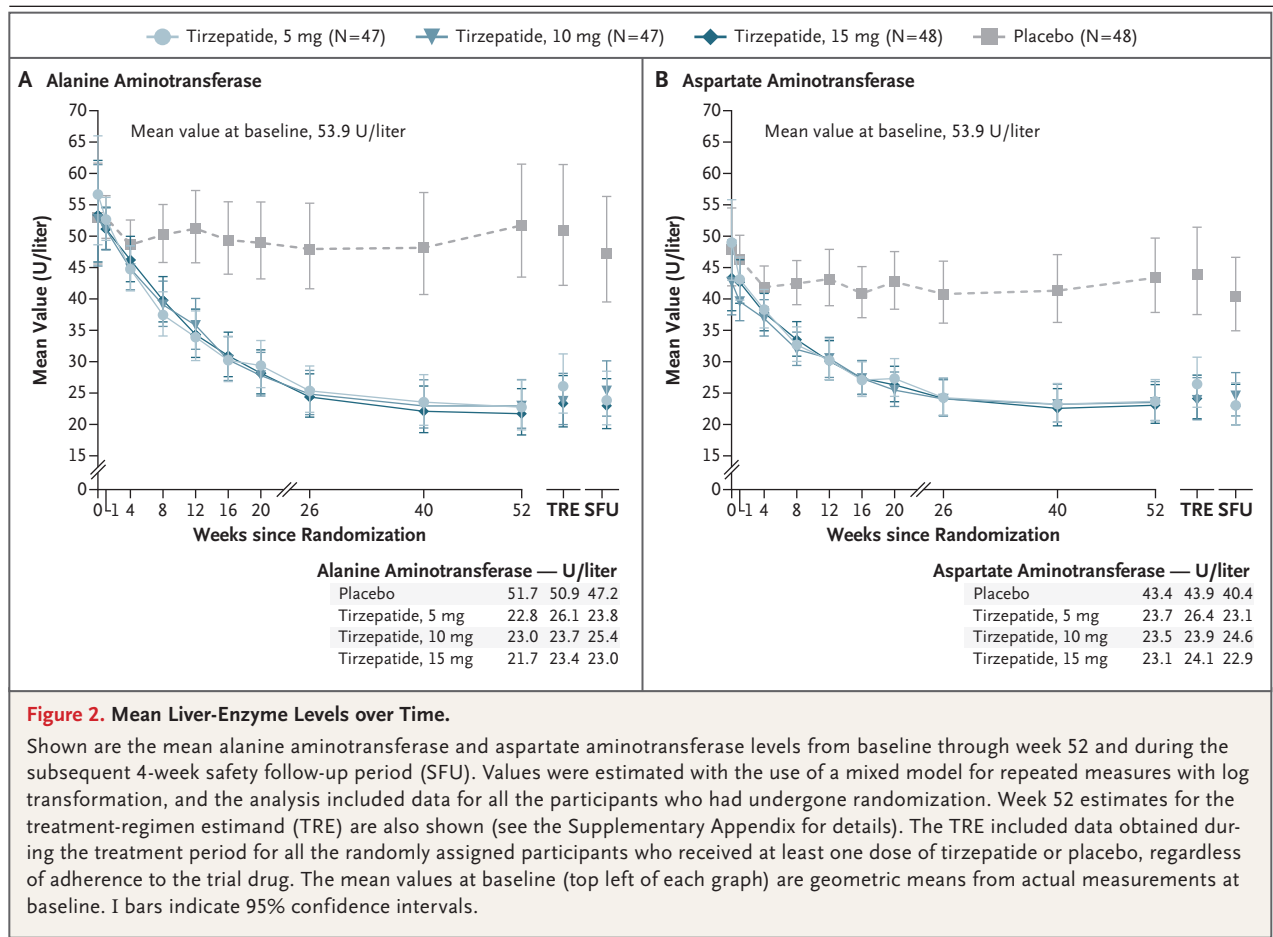 Tirzepatide, 5 mg (N=47) Tirzepatide, 10 mg (N=47) Tirzepatide, 15 mg (N=48) Placebo (N=48)
A Alanine Aminotransferase
Mean value at baseline, 53.9 U/liter
Mean Value (U/liter)
70
65
60
55
50
45
40
35
30
25
20
15
0
0 1 4 8 12 16 20 26 40 52 TRE SFU
Weeks since Randomization
Alanine Aminotransferase — U/liter
Placebo 51.7 50.9 47.2
Tirzepatide, 5 mg 22.8 26.1 23.8
Tirzepatide, 10 mg 23.0 23.7 25.4
Tirzepatide, 15 mg 21.7 23.4 23.0
B Aspartate Aminotransferase
Mean value at baseline, 53.9 U/liter
Mean Value (U/liter)
70
65
60
55
50
45
40
35
30
25
20
15
0
0 1 4 8 12 16 20 26 40 52 TRE SFU
Weeks since Randomization
Aspartate Aminotransferase — U/liter
Placebo 43.4 43.9 40.4
Tirzepatide, 5 mg 23.7 26.4 23.1
Tirzepatide, 10 mg 23.5 23.9 24.6
Tirzepatide, 15 mg 23.1 24.1 22.9
Figure 2. Mean Liver-Enzyme Levels over Time.
Shown are the mean alanine aminotransferase and aspartate aminotransferase levels from baseline through week 52 and during the
subsequent 4-week safety follow-up period (SFU). Values were estimated with the use of a mixed model for repeated measures with log
transformation, and the analysis included data for all the participants who had undergone randomization. Week 52 estimates for the
treatment-regimen estimand (TRE) are also shown (see the Supplementary Appendix for details). The TRE included data obtained dur-
ing the treatment period for all the randomly assigned participants who received at least one dose of tirzepatide or placebo, regardless
of adherence to the trial drug. The mean values at baseline (top left of each graph) are geometric means from actual measurements at
baseline. I bars indicate 95% confidence intervals.